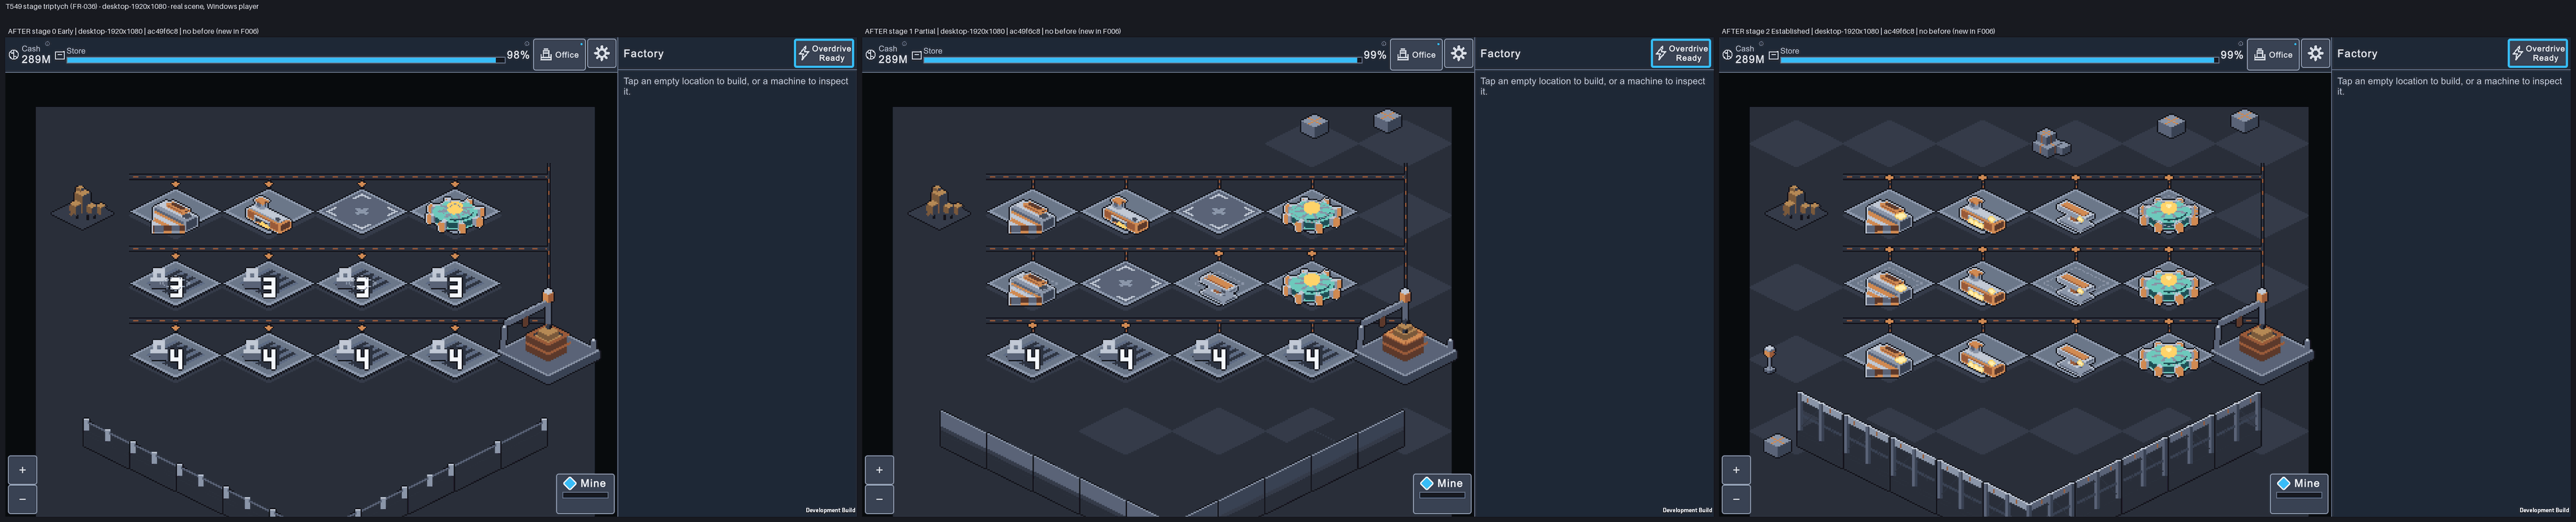 T549 stage triptych (FR-036) - desktop-1920x1080 - real scene, Windows player
AFTER stage 0 Early | desktop-1920x1080 | ac49f6c8 | no before (new in F006)
Cash
289M
Store
98%
Office
Factory
Overdrive
Ready
Tap an empty location to build, or a machine to inspect
it.
3 3 3 3
4 4 4 4
+
−
Mine
Development Build
AFTER stage 1 Partial | desktop-1920x1080 | ac49f6c8 | no before (new in F006)
Cash
289M
Store
99%
Office
Factory
Overdrive
Ready
Tap an empty location to build, or a machine to inspect
it.
4 4 4 4
+
−
Mine
Development Build
AFTER stage 2 Established | desktop-1920x1080 | ac49f6c8 | no before (new in F006)
Cash
289M
Store
99%
Office
Factory
Overdrive
Ready
Tap an empty location to build, or a machine to inspect
it.
+
−
Mine
Development Build